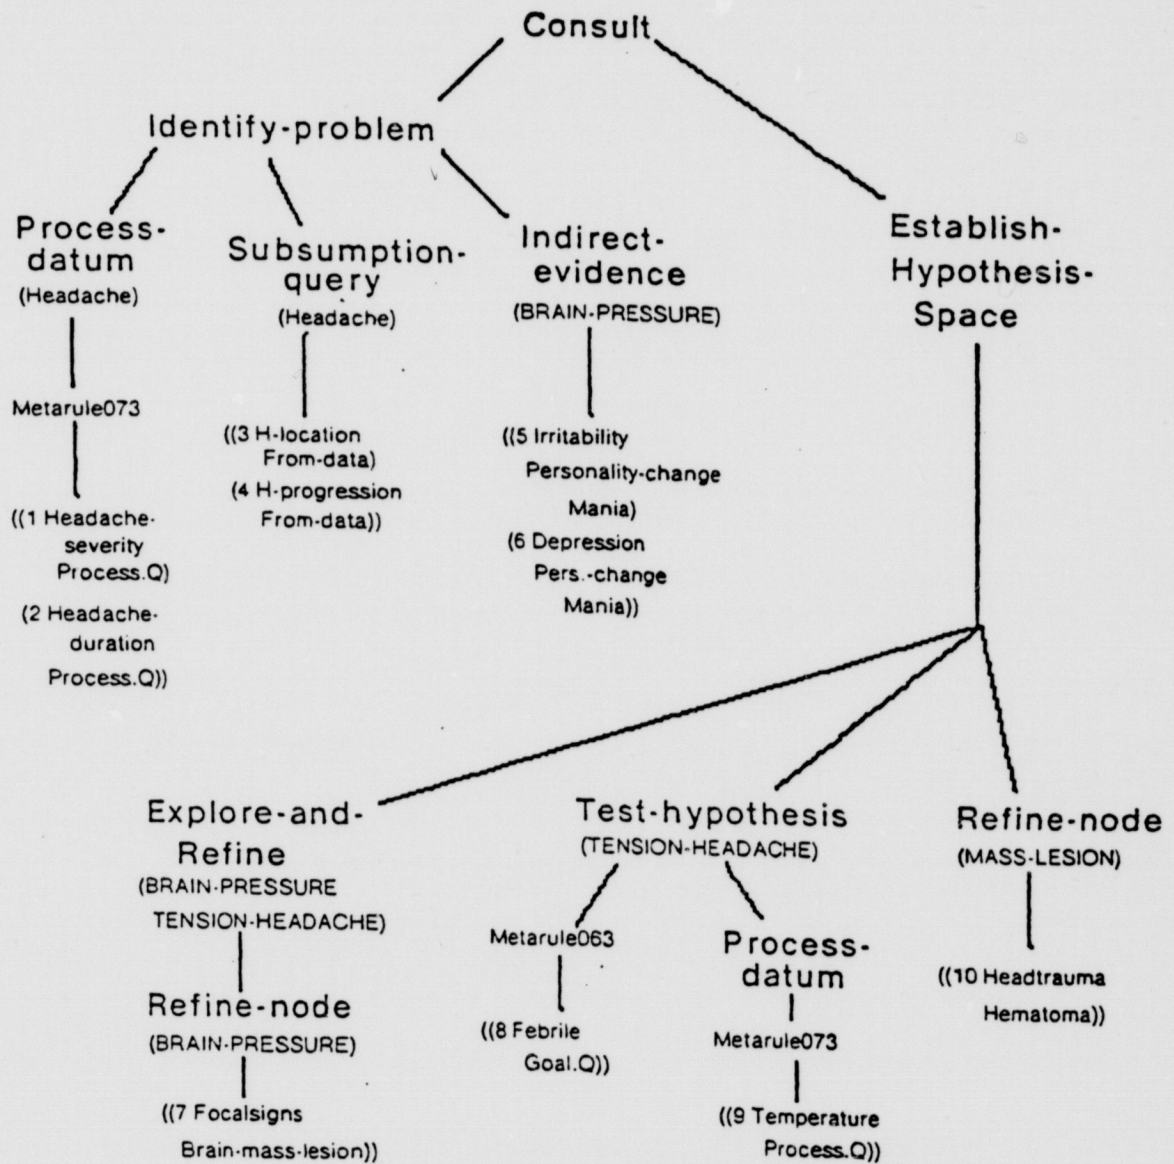 Consult
Identify-problem
Process-
datum
(Headache)
Metarule073
((1 Headache-
severity
Process.Q)
(2 Headache-
duration
Process.Q))
Subsumption-
query
(Headache)
((3 H-location
From-data)
(4 H-progression
From-data))
Indirect-
evidence
(BRAIN-PRESSURE)
((5 Irritability
Personality-change
Mania)
(6 Depression
Pers.-change
Mania))
Establish-
Hypothesis-
Space
Explore-and-
Refine
(BRAIN-PRESSURE
TENSION-HEADACHE)
Refine-node
(BRAIN-PRESSURE)
((7 Focalsigns
Brain-mass-lesion))
Test-hypothesis
(TENSION-HEADACHE)
Metarule063
((8 Febrile
Goal.Q))
Process-
datum
Metarule073
((9 Temperature
Process.Q))
Refine-node
(MASS-LESION)
((10 Headtrauma
Hematoma))